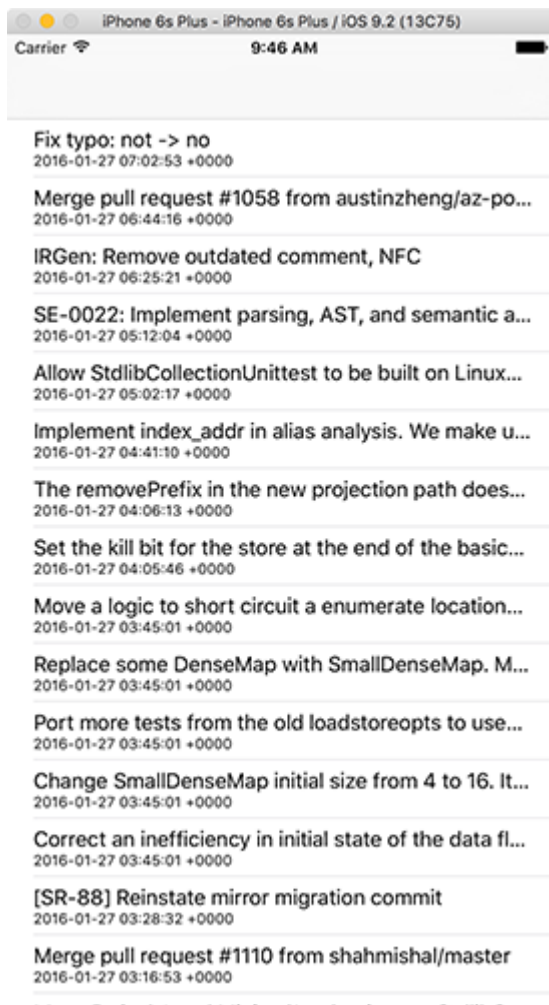 iPhone 6s Plus - iPhone 6s Plus / iOS 9.2 (13C75)
Carrier 9:46 AM
Fix typo: not -> no
2016-01-27 07:02:53 +0000
Merge pull request #1058 from austinzheng/az-po...
2016-01-27 06:44:16 +0000
IRGen: Remove outdated comment, NFC
2016-01-27 06:25:21 +0000
SE-0022: Implement parsing, AST, and semantic a...
2016-01-27 05:12:04 +0000
Allow StdlibCollectionUnittest to be built on Linux...
2016-01-27 05:02:17 +0000
Implement index_addr in alias analysis. We make u...
2016-01-27 04:41:10 +0000
The removePrefix in the new projection path does...
2016-01-27 04:06:13 +0000
Set the kill bit for the store at the end of the basic...
2016-01-27 04:05:46 +0000
Move a logic to short circuit a enumerate location...
2016-01-27 03:45:01 +0000
Replace some DenseMap with SmallDenseMap. M...
2016-01-27 03:45:01 +0000
Port more tests from the old loadstoreopts to use...
2016-01-27 03:45:01 +0000
Change SmallDenseMap initial size from 4 to 16. It...
2016-01-27 03:45:01 +0000
Correct an inefficiency in initial state of the data fl...
2016-01-27 03:45:01 +0000
[SR-88] Reinstate mirror migration commit
2016-01-27 03:28:32 +0000
Merge pull request #1110 from shahmishal/master
2016-01-27 03:16:53 +0000